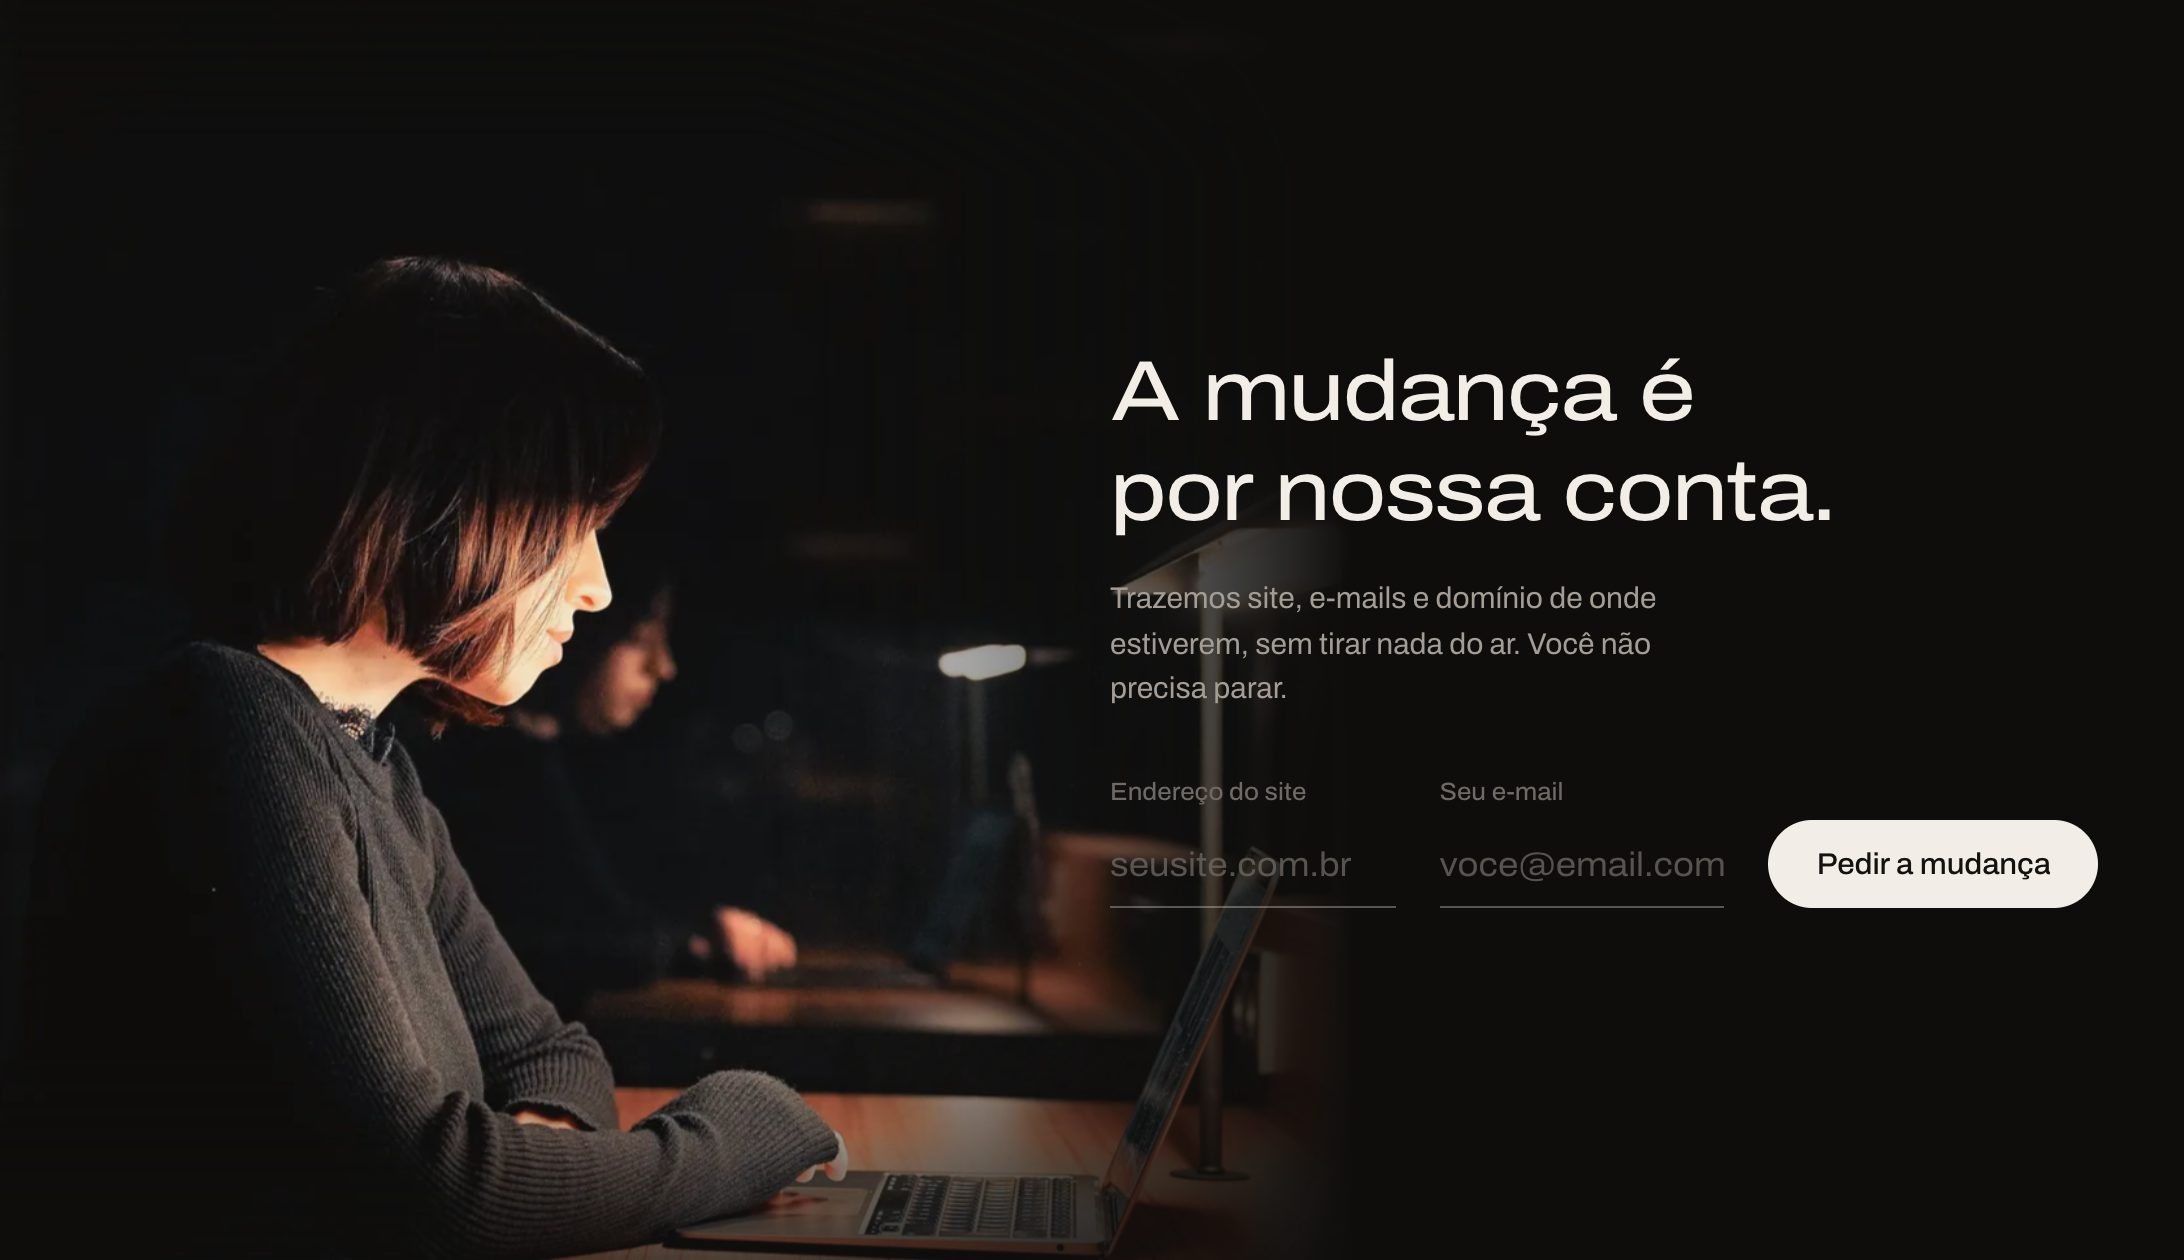 A mudança é
por nossa conta.
Trazemos site, e-mails e domínio de onde
estiverem, sem tirar nada do ar. Você não
precisa parar.
Endereço do site
Seu e-mail
seusite.com.br
voce@email.com
Pedir a mudança